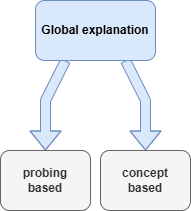 Global explanation
probing
based
concept
based